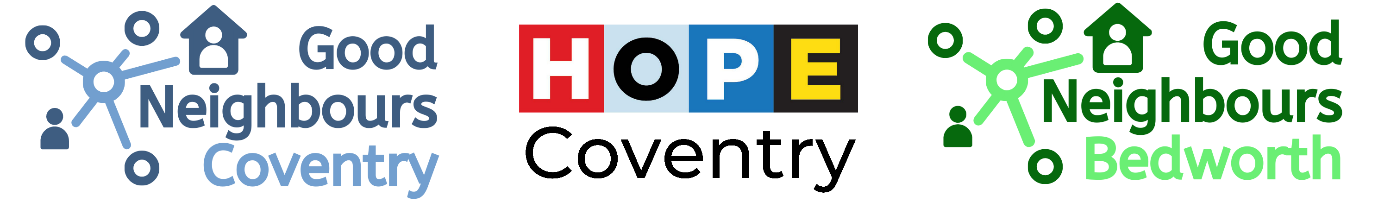 Good
Neighbours
Coventry
HOPE
Coventry
Good
Neighbours
Bedworth